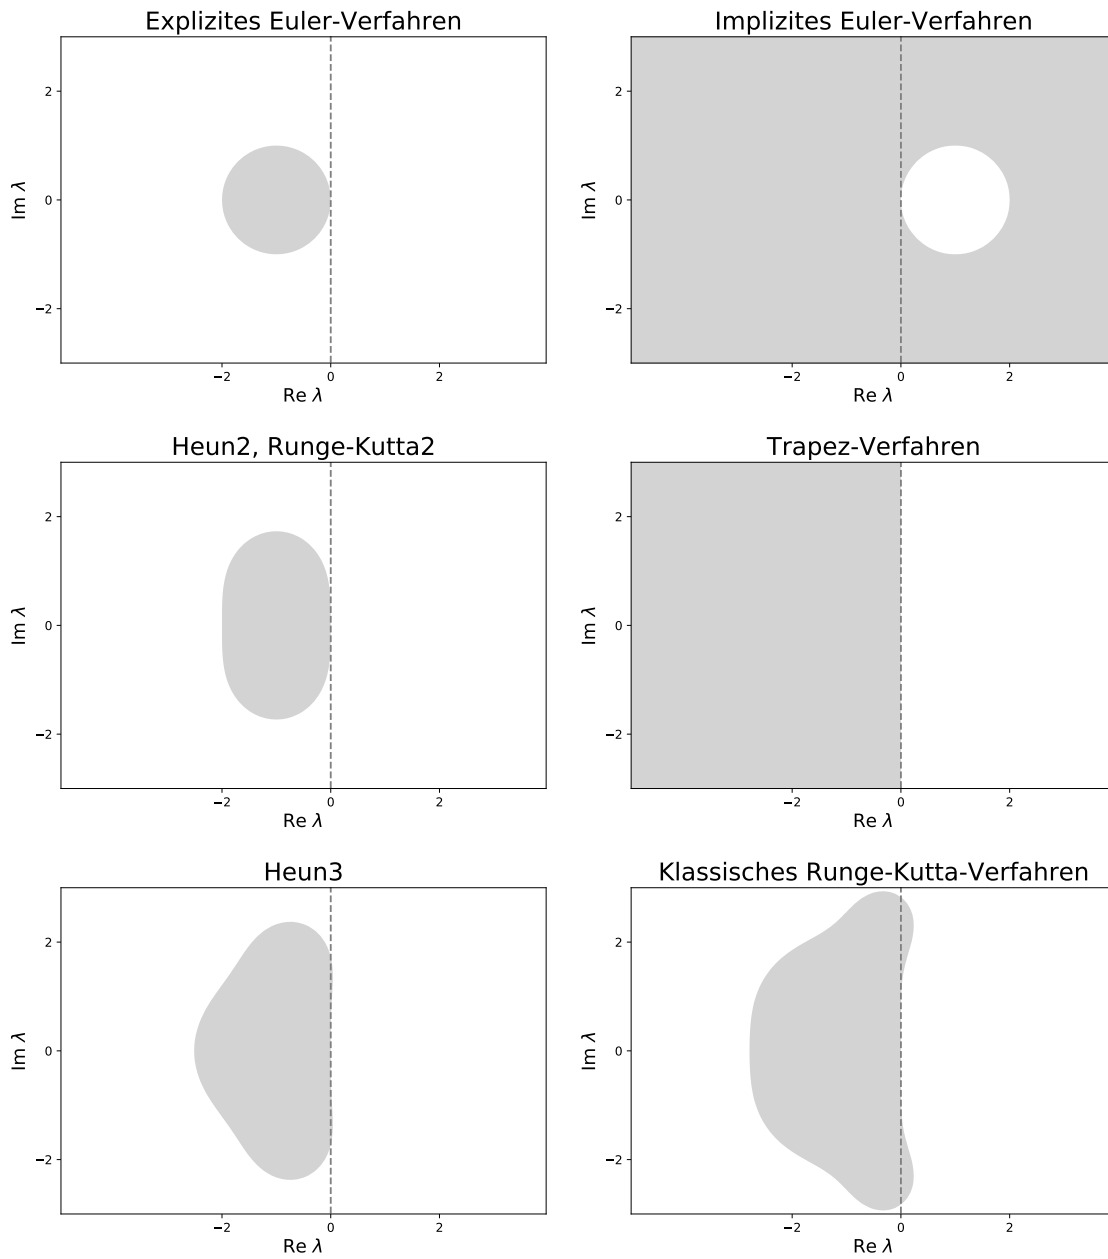 Explizites Euler-Verfahren
2
0
−2
Im λ
−2
0
2
Re λ
Implizites Euler-Verfahren
2
0
−2
Im λ
−2
0
2
Re λ
Heun2, Runge-Kutta2
2
0
−2
Im λ
−2
0
2
Re λ
Trapez-Verfahren
2
0
−2
Im λ
−2
0
2
Re λ
Heun3
2
0
−2
Im λ
−2
0
2
Re λ
Klassisches Runge-Kutta-Verfahren
2
0
−2
Im λ
−2
0
2
Re λ